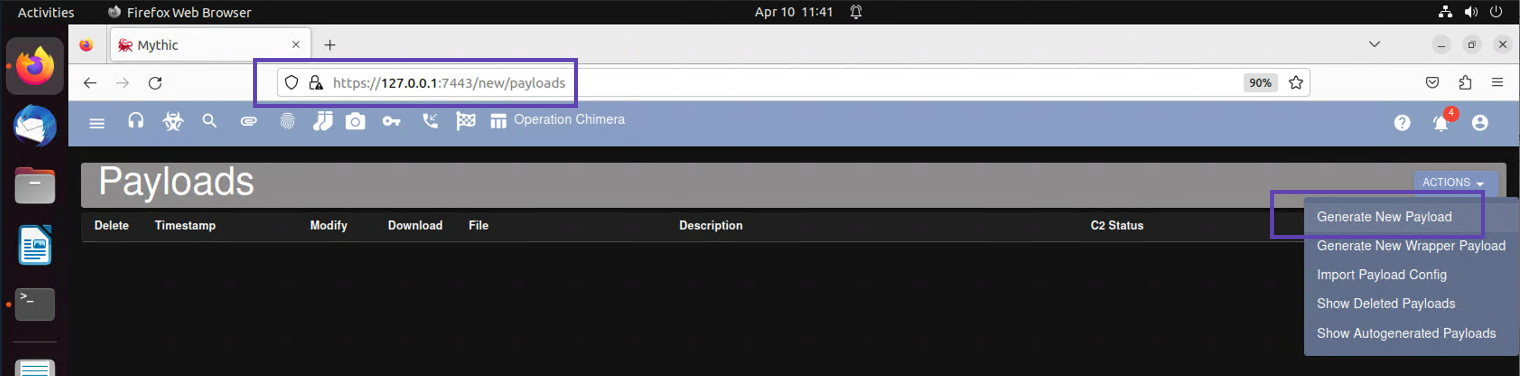 Activities Firefox Web Browser Apr 10 11:41
Mythic
https://127.0.0.1:7443/new/payloads 90%
Operation Chimera 4
Payloads
ACTIONS
Delete Timestamp Modify Download File Description C2 Status
Generate New Payload
Generate New Wrapper Payload
Import Payload Config
Show Deleted Payloads
Show Autogenerated Payloads